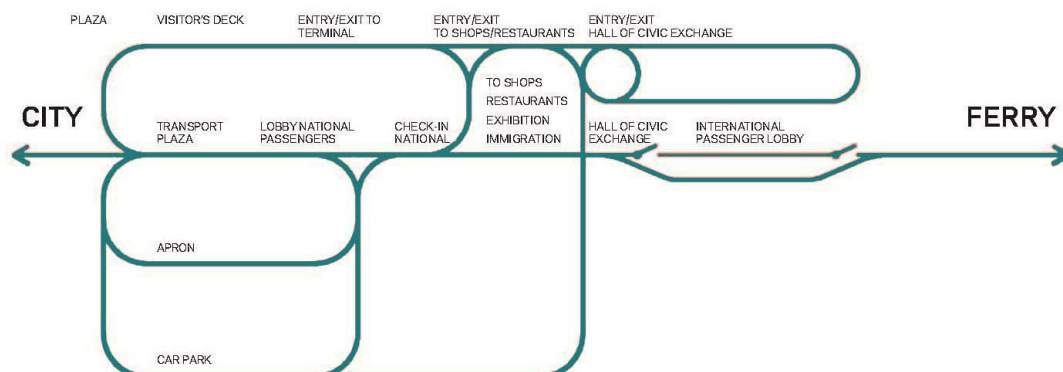 PLAZA
VISITOR'S DECK
ENTRY/EXIT TO
TERMINAL
ENTRY/EXIT
TO SHOPS/RESTAURANTS
ENTRY/EXIT
HALL OF CIVIC EXCHANGE
TO SHOPS
RESTAURANTS
EXHIBITION
IMMIGRATION
CITY
FERRY
TRANSPORT
PLAZA
LOBBY NATIONAL
PASSENGERS
CHECK-IN
NATIONAL
HALL OF CIVIC
EXCHANGE
INTERNATIONAL
PASSENGER LOBBY
APRON
CAR PARK